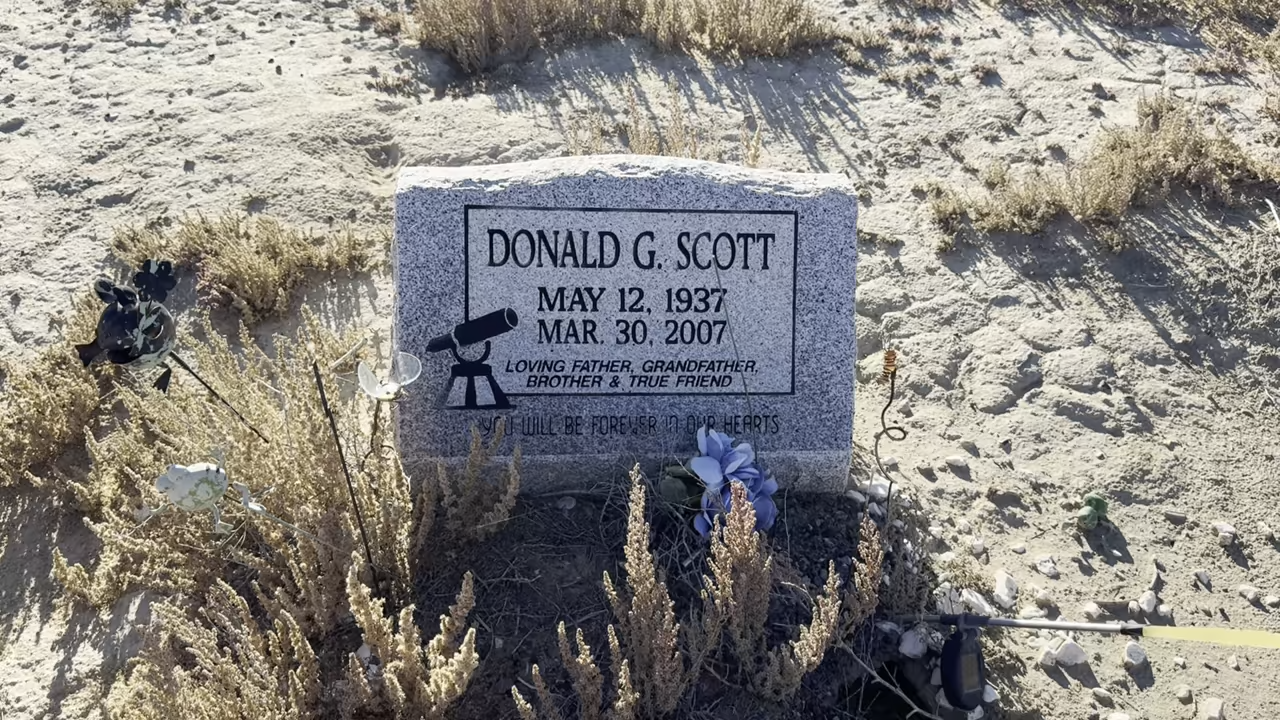 DONALD G. SCOTT
MAY 12, 1937
MAR. 30, 2007
LOVING FATHER, GRANDFATHER,
BROTHER & TRUE FRIEND
YOU WILL BE FOREVER IN OUR HEARTS